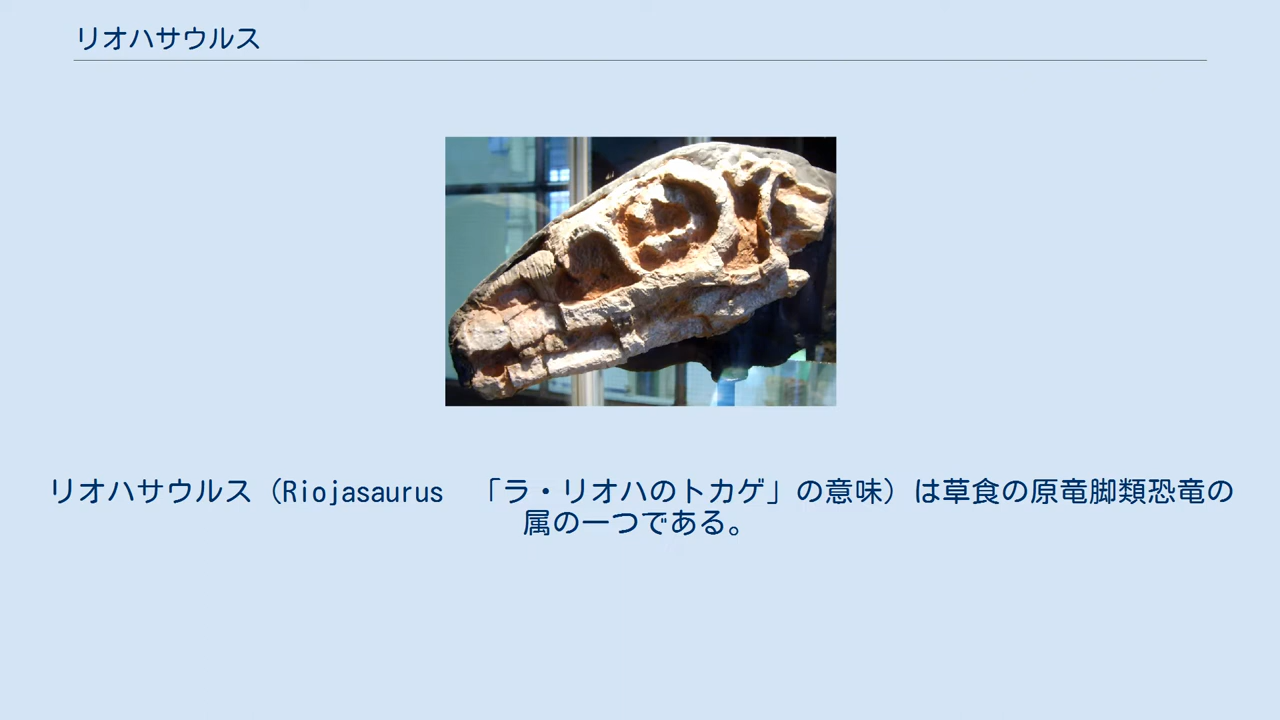 リオハサウルス
リオハサウルス（Riojasaurus　「ラ・リオハのトカゲ」の意味）は草食の原竜脚類恐竜の
属の一つである。